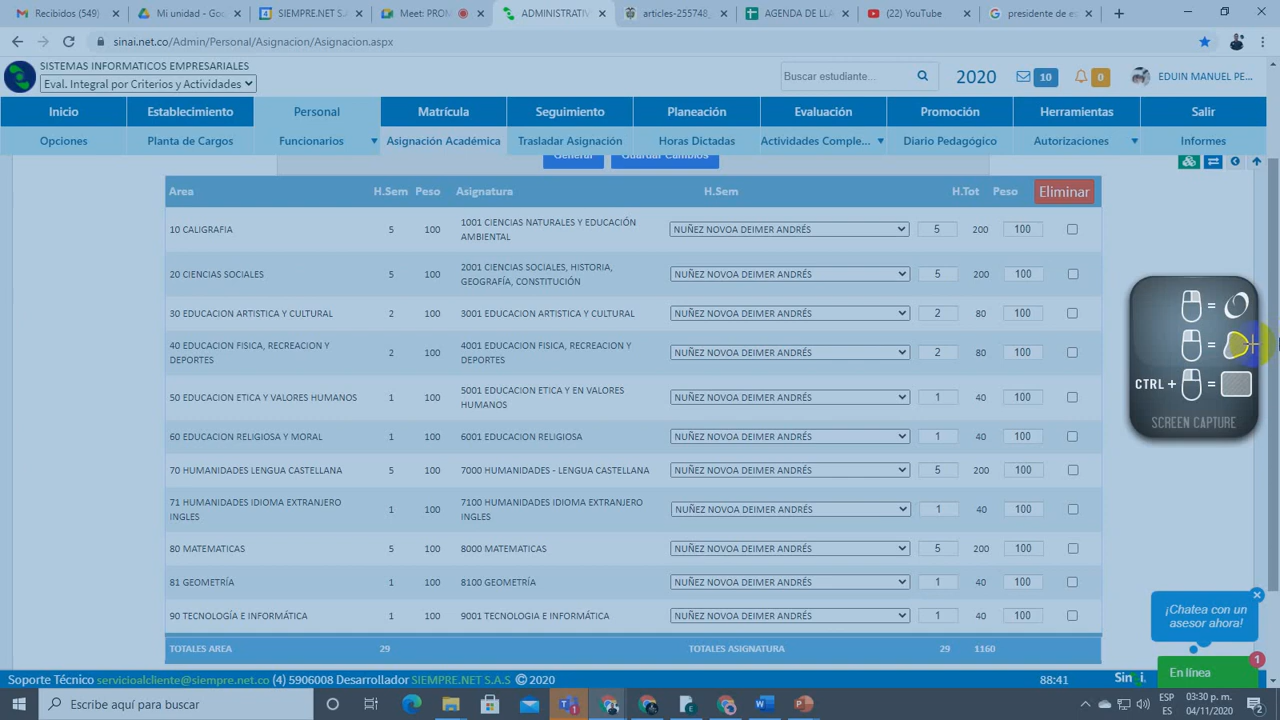 Recibidos (549)
Mi unidad - Goo
SIEMPRE.NET S.A.S
Meet: PROM
ADMINISTRATIV
articles-255748_
AGENDA DE LLA
(22) YouTube
presidente de es
sinai.net.co/Admin/Personal/Asignacion/Asignacion.aspx
SISTEMAS INFORMATICOS EMPRESARIALES
Eval. Integral por Criterios y Actividades
Buscar estudiante...
2020
10
0
EDUIN MANUEL PE...
Inicio Establecimiento Personal Matrícula Seguimiento Planeación Evaluación Promoción Herramientas Salir
Opciones Planta de Cargos Funcionarios Asignación Académica Trasladar Asignación Horas Dictadas Actividades Comple... Diario Pedagógico Autorizaciones Informes
Generar Guardar Cambios
Area H.Sem Peso Asignatura H.Sem H.Tot Peso Eliminar
10 CALIGRAFIA 5 100 1001 CIENCIAS NATURALES Y EDUCACIÓN AMBIENTAL NUÑEZ NOVOA DEIMER ANDRÉS 5 200 100
20 CIENCIAS SOCIALES 5 100 2001 CIENCIAS SOCIALES, HISTORIA, GEOGRAFÍA, CONSTITUCIÓN NUÑEZ NOVOA DEIMER ANDRÉS 5 200 100
30 EDUCACION ARTISTICA Y CULTURAL 2 100 3001 EDUCACION ARTISTICA Y CULTURAL NUÑEZ NOVOA DEIMER ANDRÉS 2 80 100
40 EDUCACION FISICA, RECREACION Y DEPORTES 2 100 4001 EDUCACION FISICA, RECREACION Y DEPORTES NUÑEZ NOVOA DEIMER ANDRÉS 2 80 100
50 EDUCACION ETICA Y VALORES HUMANOS 1 100 5001 EDUCACION ETICA Y EN VALORES HUMANOS NUÑEZ NOVOA DEIMER ANDRÉS 1 40 100
60 EDUCACION RELIGIOSA Y MORAL 1 100 6001 EDUCACION RELIGIOSA NUÑEZ NOVOA DEIMER ANDRÉS 1 40 100
70 HUMANIDADES LENGUA CASTELLANA 5 100 7000 HUMANIDADES - LENGUA CASTELLANA NUÑEZ NOVOA DEIMER ANDRÉS 5 200 100
71 HUMANIDADES IDIOMA EXTRANJERO INGLES 1 100 7100 HUMANIDADES IDIOMA EXTRANJERO INGLES NUÑEZ NOVOA DEIMER ANDRÉS 1 40 100
80 MATEMATICAS 5 100 8000 MATEMATICAS NUÑEZ NOVOA DEIMER ANDRÉS 5 200 100
81 GEOMETRÍA 1 100 8100 GEOMETRÍA NUÑEZ NOVOA DEIMER ANDRÉS 1 40 100
90 TECNOLOGÍA E INFORMÁTICA 1 100 9001 TECNOLOGIA E INFORMÁTICA NUÑEZ NOVOA DEIMER ANDRÉS 1 40 100
TOTALES AREA 29 TOTALES ASIGNATURA 29 1160
=
=
CTRL + =
SCREEN CAPTURE
¡Chatea con un
asesor ahora!
1
En línea
Soporte Técnico servicioalcliente@siempre.net.co (4) 5906008 Desarrollador SIEMPRE.NET S.A.S © 2020
88:41
Sin i.
Escribe aquí para buscar
ESP
ES
03:30 p. m.
04/11/2020
2